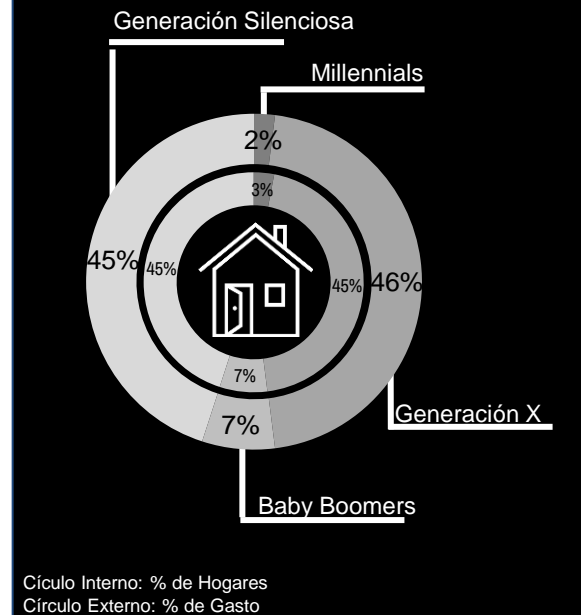 Generación Silenciosa
Millennials
2%
3%
45%
45%
45%
46%
7%
7%
Generación X
Baby Boomers
Cículo Interno: % de Hogares
Círculo Externo: % de Gasto